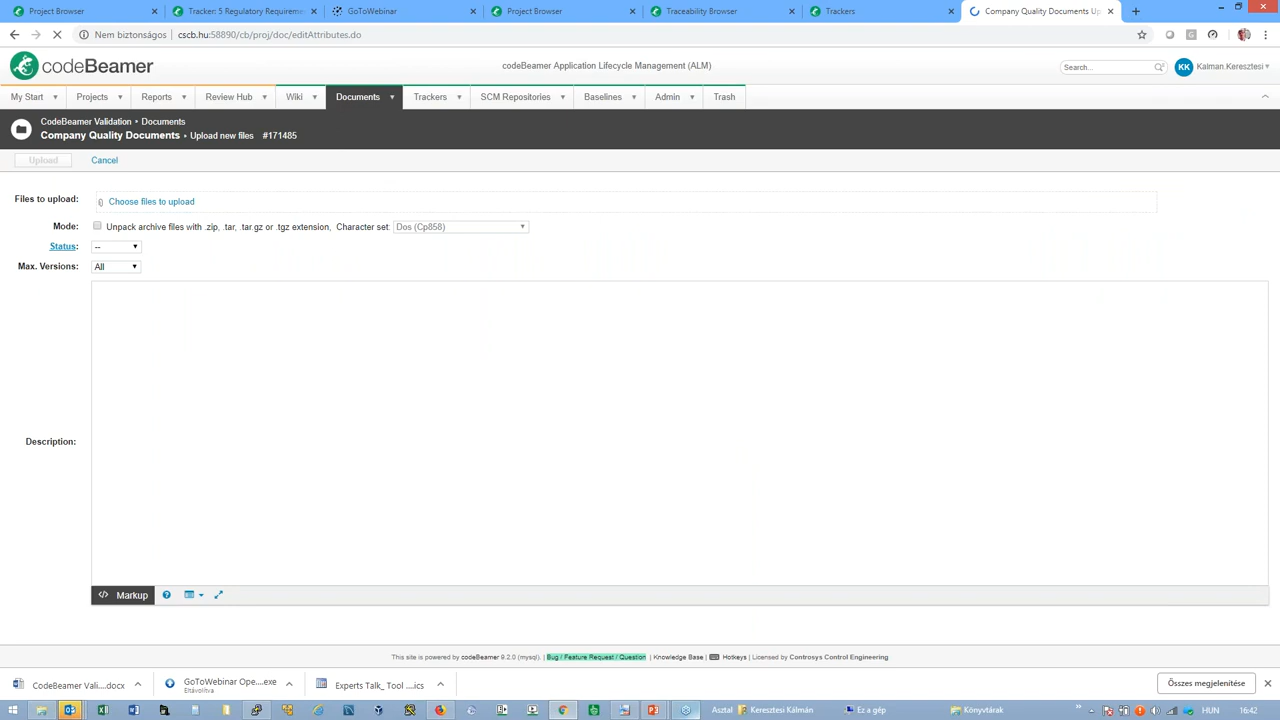 Project Browser × Tracker: 5 Regulatory Requireme × GoToWebinar × Project Browser × Traceability Browser × Trackers × Company Quality Documents Up × +
Nem biztonságos | cscb.hu:58890/cb/proj/doc/editAttributes.do
codeBeamer codeBeamer Application Lifecycle Management (ALM) Search... KK Kalman.Keresztesi
My Start Projects Reports Review Hub Wiki Documents Trackers SCM Repositories Baselines Admin Trash
CodeBeamer Validation • Documents
Company Quality Documents • Upload new files #171485
Upload Cancel
Files to upload: Choose files to upload
Mode: Unpack archive files with .zip, .tar, .tar.gz or .tgz extension, Character set: Dos (Cp858)
Status: --
Max. Versions: All
Description:
</> Markup ?
This site is powered by codeBeamer 9.2.0 (mysql). | Bug / Feature Request / Question | Knowledge Base | Hotkeys | Licensed by Controsys Control Engineering
CodeBeamer Vali....docx GoToWebinar Ope....exe Experts Talk_ Tool ....ics Összes megjelenítése ×
Eltávolítva
Asztal Keresztesi Kálmán Ez a gép Könyvtárak » HUN 16:42